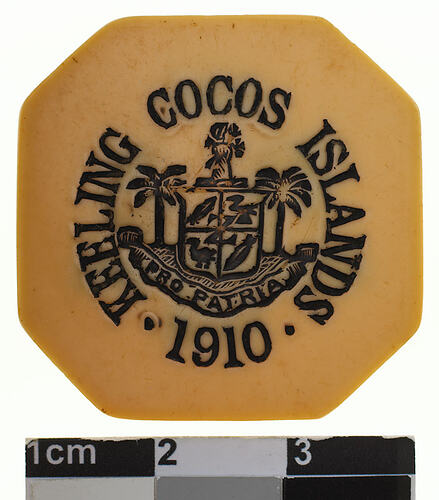 KEELING COCOS ISLANDS
PRO PATRIA
· 1910 ·
1cm 2 3